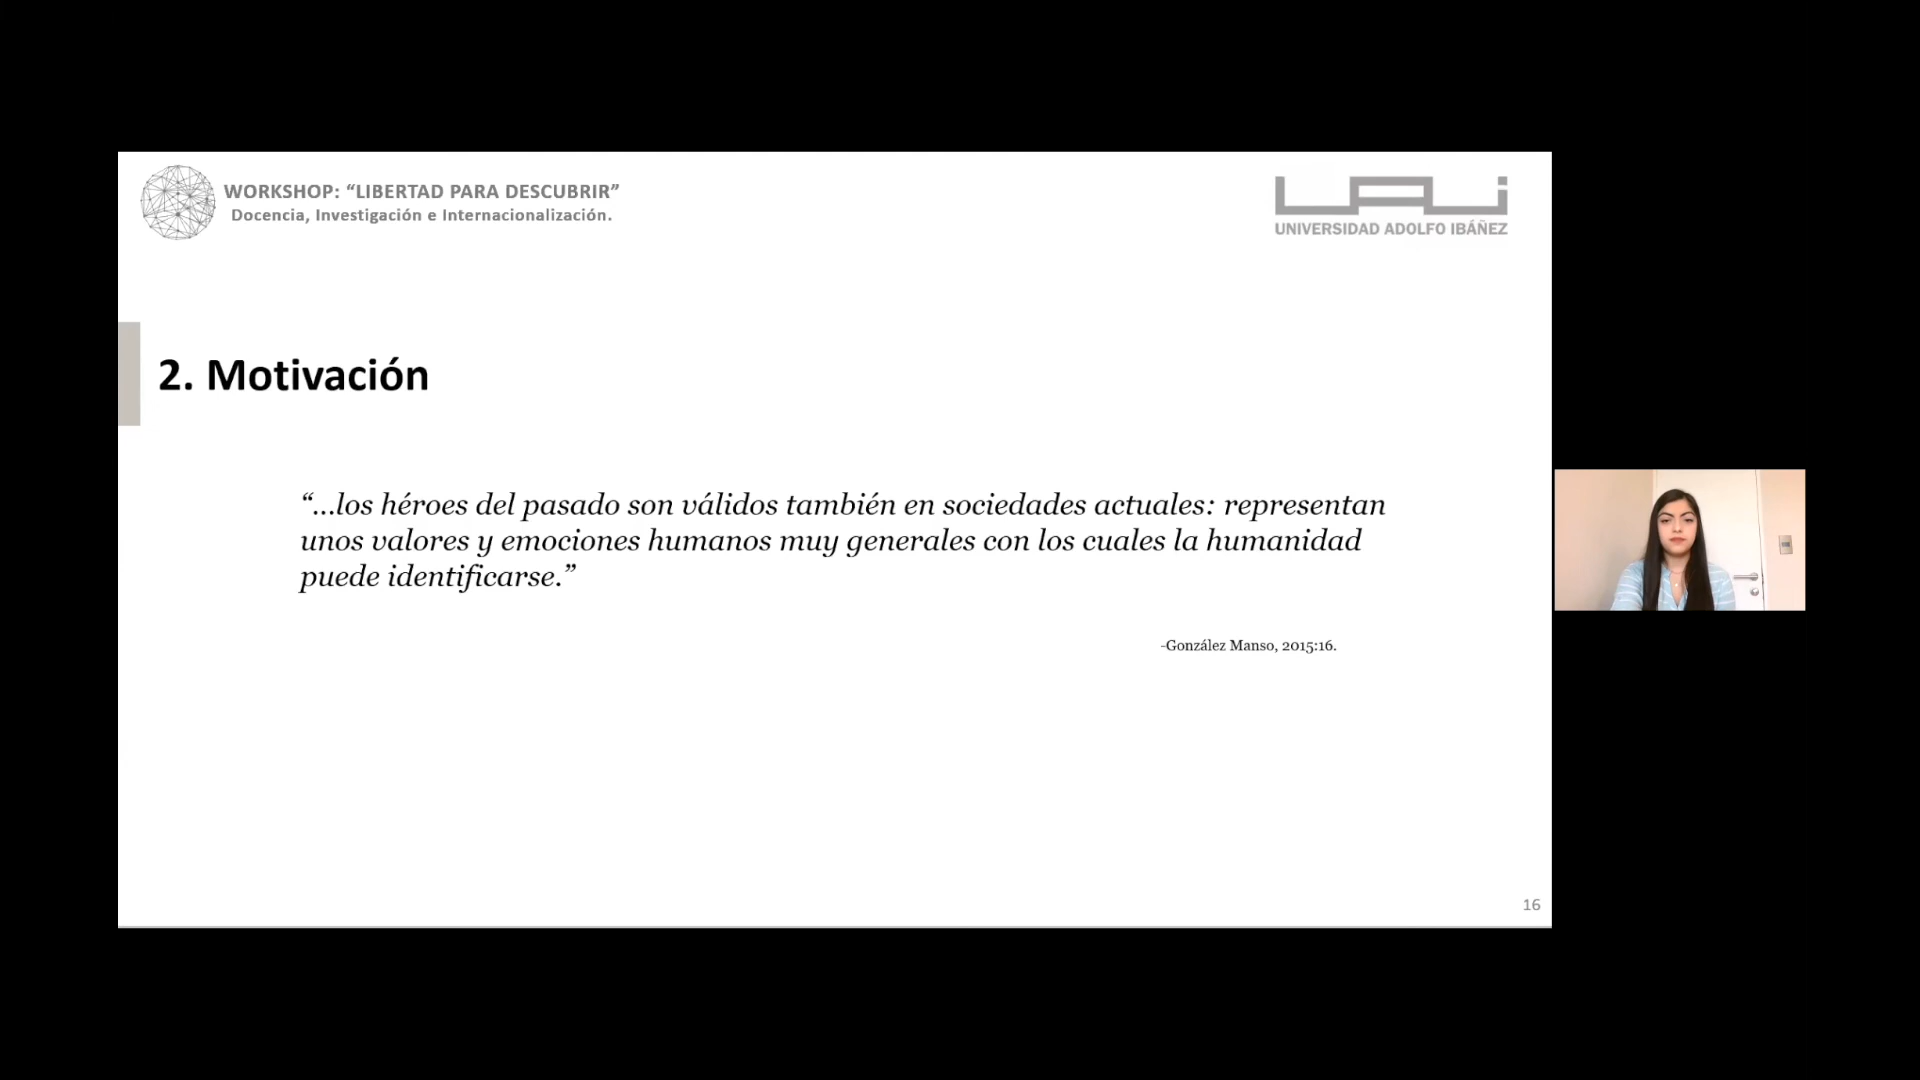 WORKSHOP: “LIBERTAD PARA DESCUBRIR”
Docencia, Investigación e Internacionalización.
UAi
UNIVERSIDAD ADOLFO IBÁÑEZ
2. Motivación
“...los héroes del pasado son válidos también en sociedades actuales: representan
unos valores y emociones humanos muy generales con los cuales la humanidad
puede identificarse.”
-González Manso, 2015:16.
16